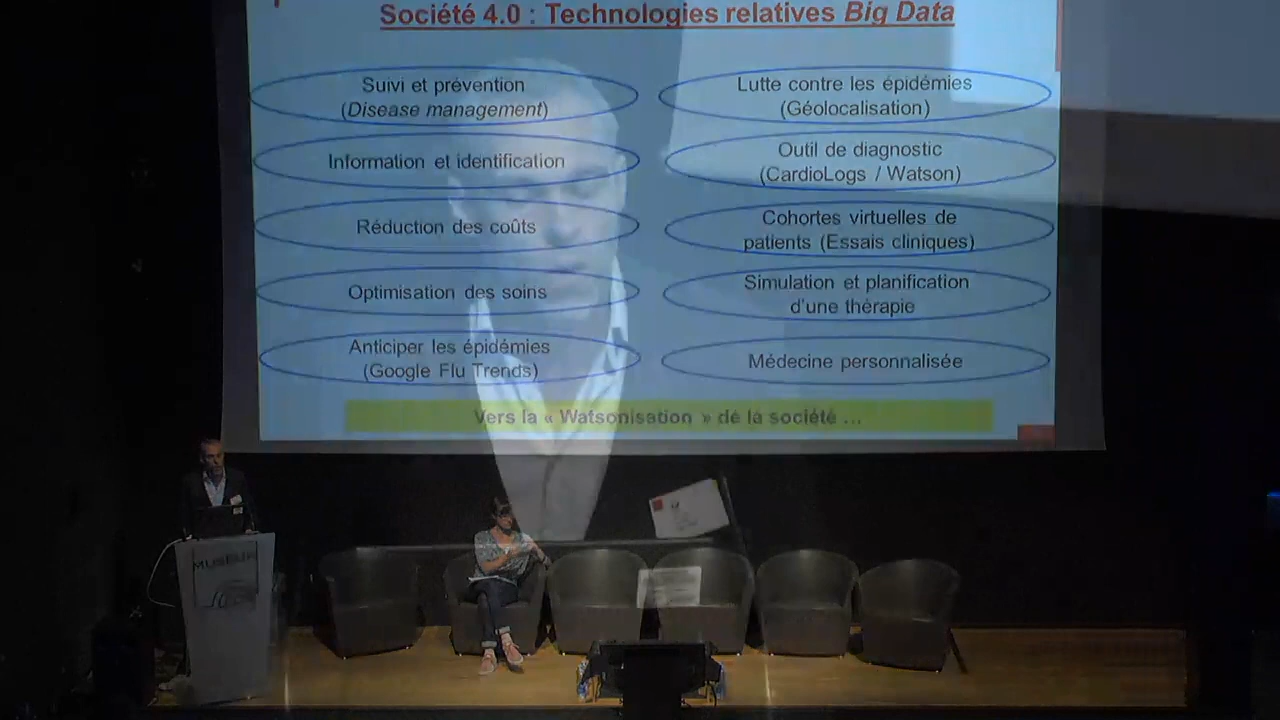 Société 4.0 : Technologies relatives Big Data
Suivi et prévention
(Disease management)
Information et identification
Réduction des coûts
Optimisation des soins
Anticiper les épidémies
(Google Flu Trends)
Lutte contre les épidémies
(Géolocalisation)
Outil de diagnostic
(CardioLogs / Watson)
Cohortes virtuelles de
patients (Essais cliniques)
Simulation et planification
d'une thérapie
Médecine personnalisée
Vers la « Watsonisation » de la société ...
MUSÉUM